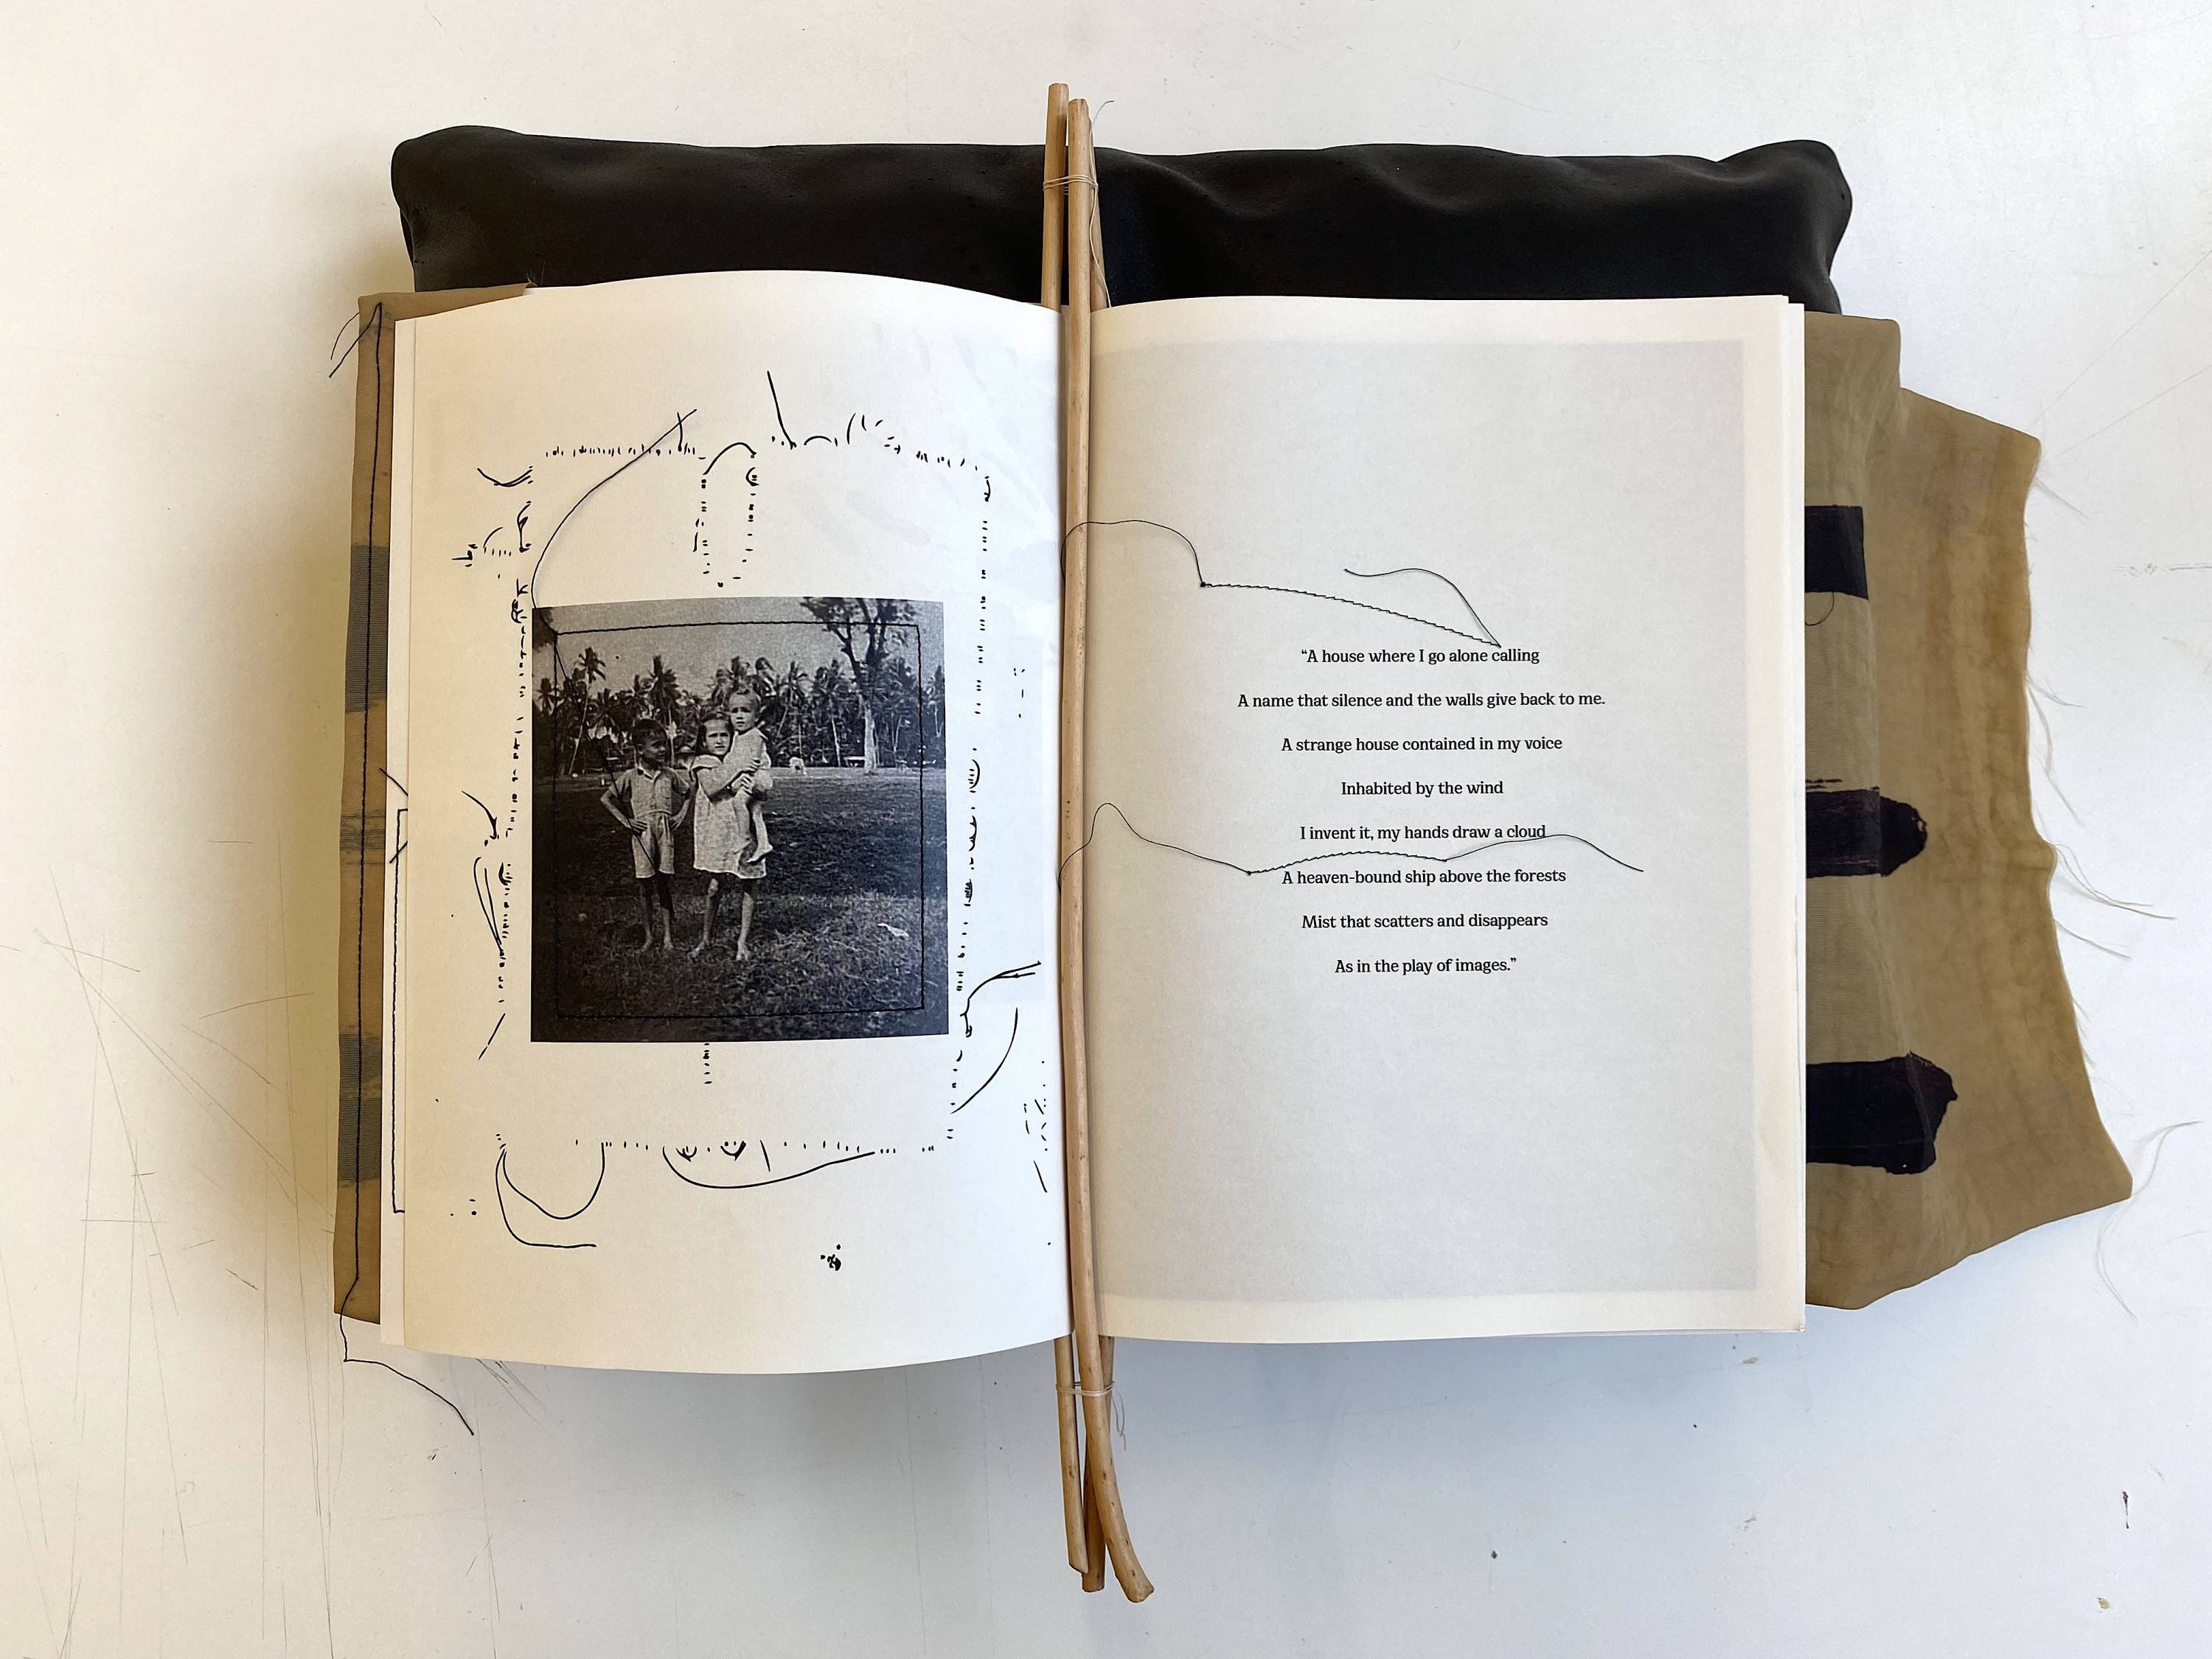 “A house where I go alone calling
A name that silence and the walls give back to me.
A strange house contained in my voice
Inhabited by the wind
I invent it, my hands draw a cloud
A heaven-bound ship above the forests
Mist that scatters and disappears
As in the play of images.”